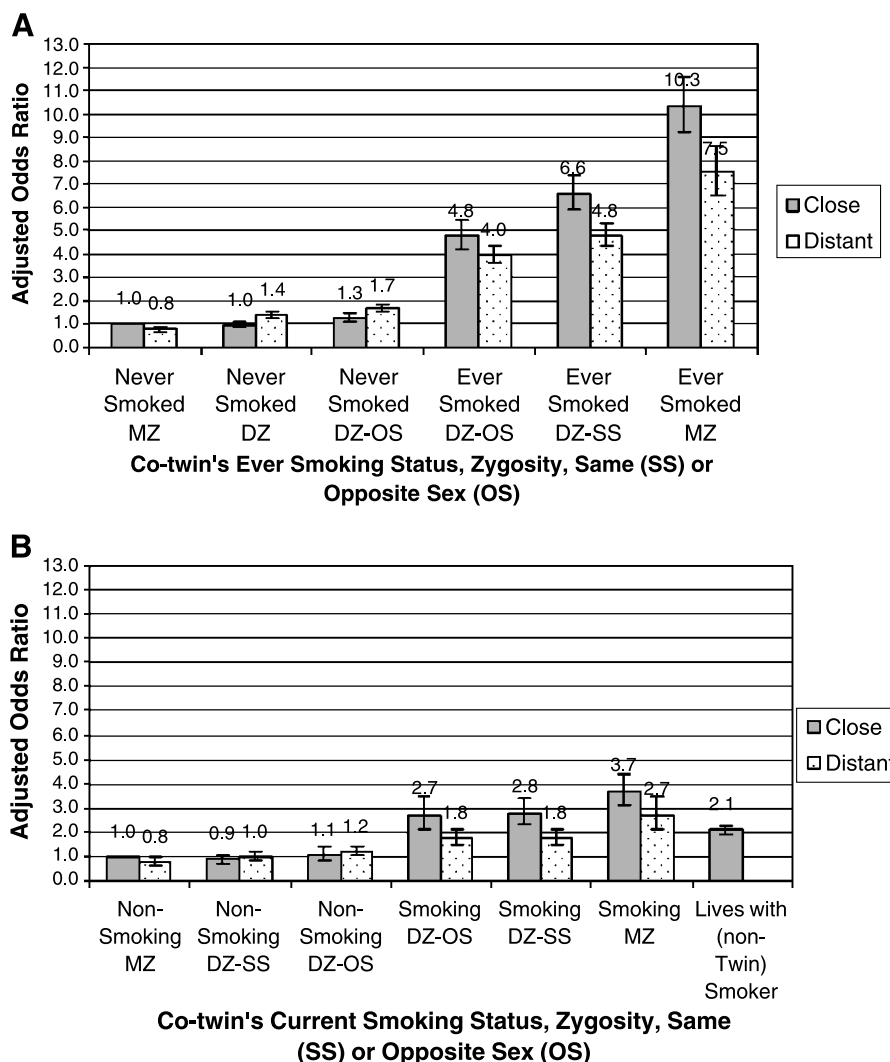 A
13.0
12.0
11.0
10.0
9.0
8.0
7.0
6.0
5.0
4.0
3.0
2.0
1.0
0.0
Adjusted Odds Ratio
1.0 0.8 1.0 1.4 1.3 1.7 4.8 4.0 6.6 4.8 10.3 7.5
Close
Distant
Never Never Never Ever Ever Ever
Smoked Smoked Smoked Smoked Smoked Smoked
MZ DZ DZ-OS DZ-OS DZ-SS MZ
Co-twin's Ever Smoking Status, Zygosity, Same (SS) or
Opposite Sex (OS)
B
13.0
12.0
11.0
10.0
9.0
8.0
7.0
6.0
5.0
4.0
3.0
2.0
1.0
0.0
Adjusted Odds Ratio
1.0 0.8 0.9 1.0 1.1 1.2 2.7 1.8 2.8 1.8 3.7 2.7 2.1
Close
Distant
Non- Non- Non- Smoking Smoking Smoking Lives with
Smoking Smoking Smoking DZ-OS DZ-SS MZ (non-
MZ DZ-SS DZ-OS Twin)
Smoker
Co-twin's Current Smoking Status, Zygosity, Same
(SS) or Opposite Sex (OS)